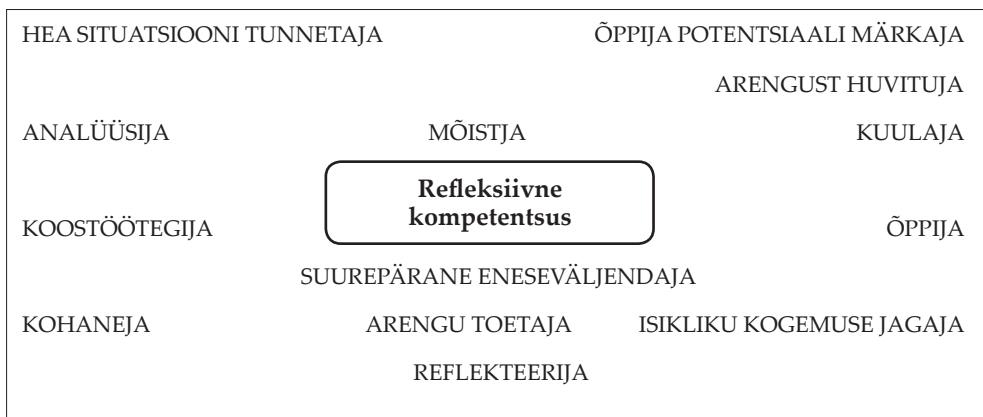 HEA SITUATSIOONI TUNNETAJA ÕPPIJA POTENTSIAALI MÄRKAJA
ARENGUST HUVITUJA
ANALÜÜSIJA MÕISTJA KUULAJA
Refleksiivne
kompetentsus
KOOSTÖÖTEGIJA ÕPPIJA
SUUREPÄRANE ENESEVÄLJENDAJA
KOHANEJA ARENGU TOETAJA ISIKLIKU KOGEMUSE JAGAJA
REFLEKTEERIJA